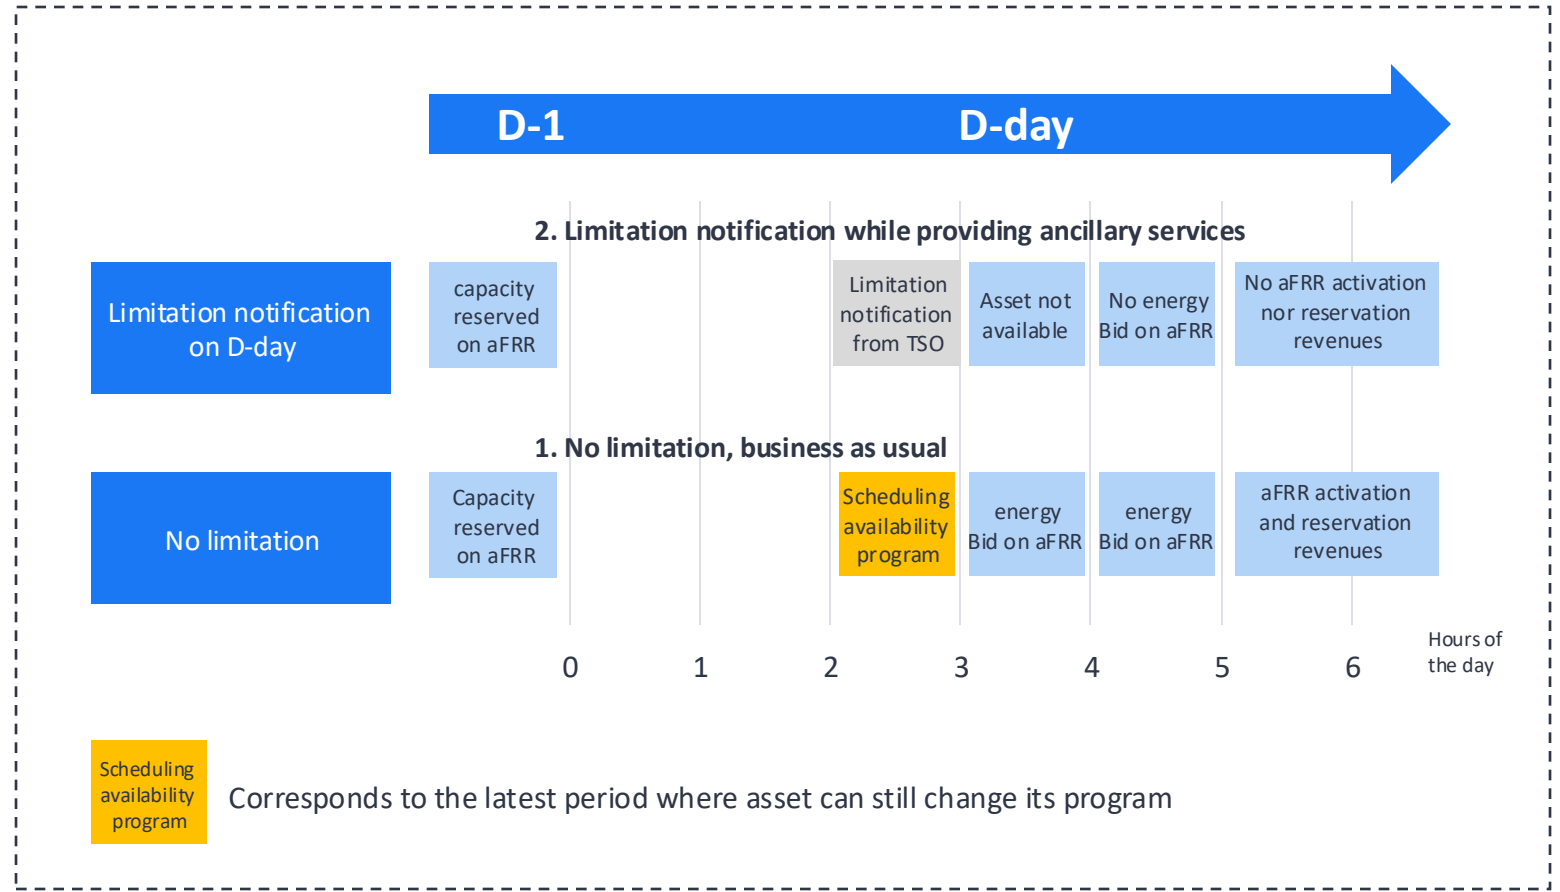 D-1
D-day
2. Limitation notification while providing ancillary services
Limitation notification
on D-day
capacity
reserved
on aFRR
Limitation
notification
from TSO
Asset not
available
No energy
Bid on aFRR
No aFRR activation
nor reservation
revenues
1. No limitation, business as usual
No limitation
Capacity
reserved
on aFRR
Scheduling
availability
program
energy
Bid on aFRR
energy
Bid on aFRR
aFRR activation
and reservation
revenues
0
1
2
3
4
5
6
Hours of
the day
Scheduling
availability
program
Corresponds to the latest period where asset can still change its program